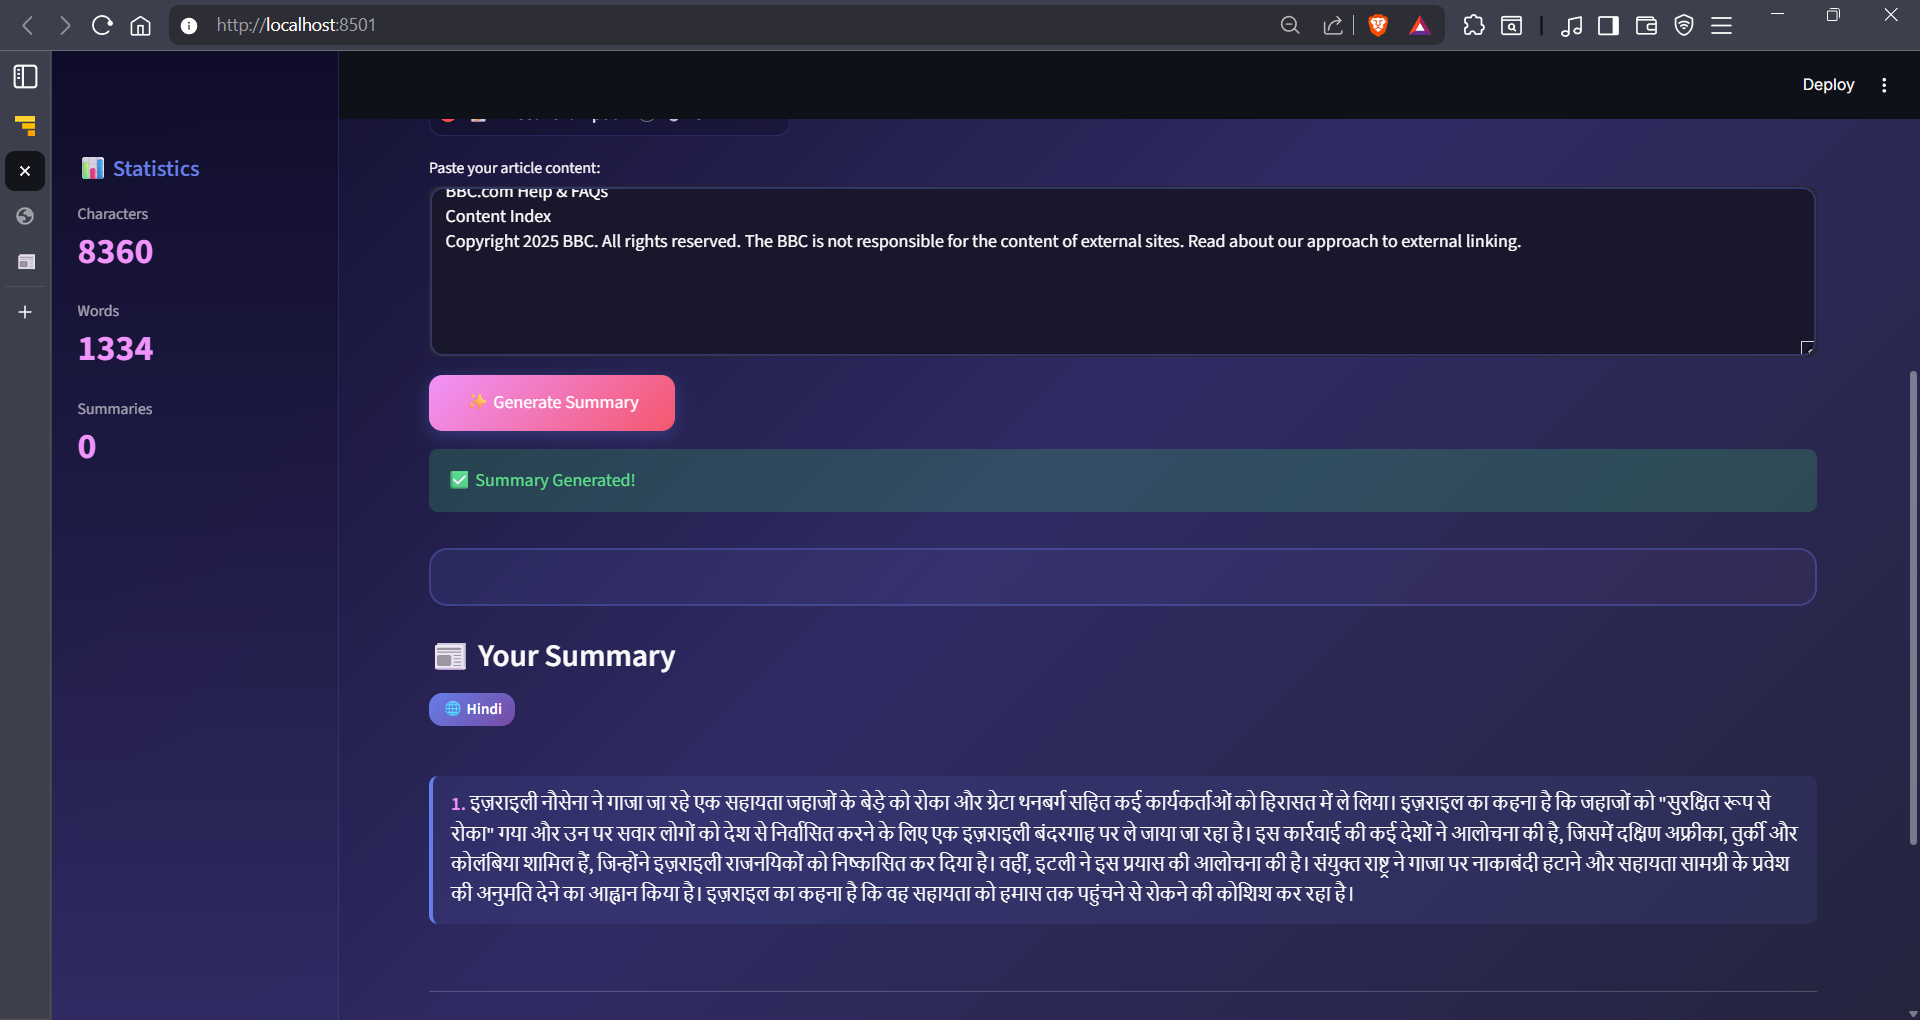 http://localhost:8501
Deploy
📊 Statistics
Characters
8360
Words
1334
Summaries
0
Paste your article content:
BBC.com Help & FAQs
Content Index
Copyright 2025 BBC. All rights reserved. The BBC is not responsible for the content of external sites. Read about our approach to external linking.
✨ Generate Summary
✅ Summary Generated!
📰 Your Summary
🌐 Hindi
1. इज़राइली नौसेना ने गाजा जा रहे एक सहायता जहाजों के बेड़े को रोका और ग्रेटा थनबर्ग सहित कई कार्यकर्ताओं को हिरासत में ले लिया। इज़राइल का कहना है कि जहाजों को "सुरक्षित रूप से
रोका" गया और उन पर सवार लोगों को देश से निर्वासित करने के लिए एक इज़राइली बंदरगाह पर ले जाया जा रहा है। इस कार्रवाई की कई देशों ने आलोचना की है, जिसमें दक्षिण अफ्रीका, तुर्की और
कोलंबिया शामिल हैं, जिन्होंने इज़राइली राजनयिकों को निष्कासित कर दिया है। वहीं, इटली ने इस प्रयास की आलोचना की है। संयुक्त राष्ट्र ने गाजा पर नाकाबंदी हटाने और सहायता सामग्री के प्रवेश
की अनुमति देने का आह्वान किया है। इज़राइल का कहना है कि वह सहायता को हमास तक पहुंचने से रोकने की कोशिश कर रहा है।